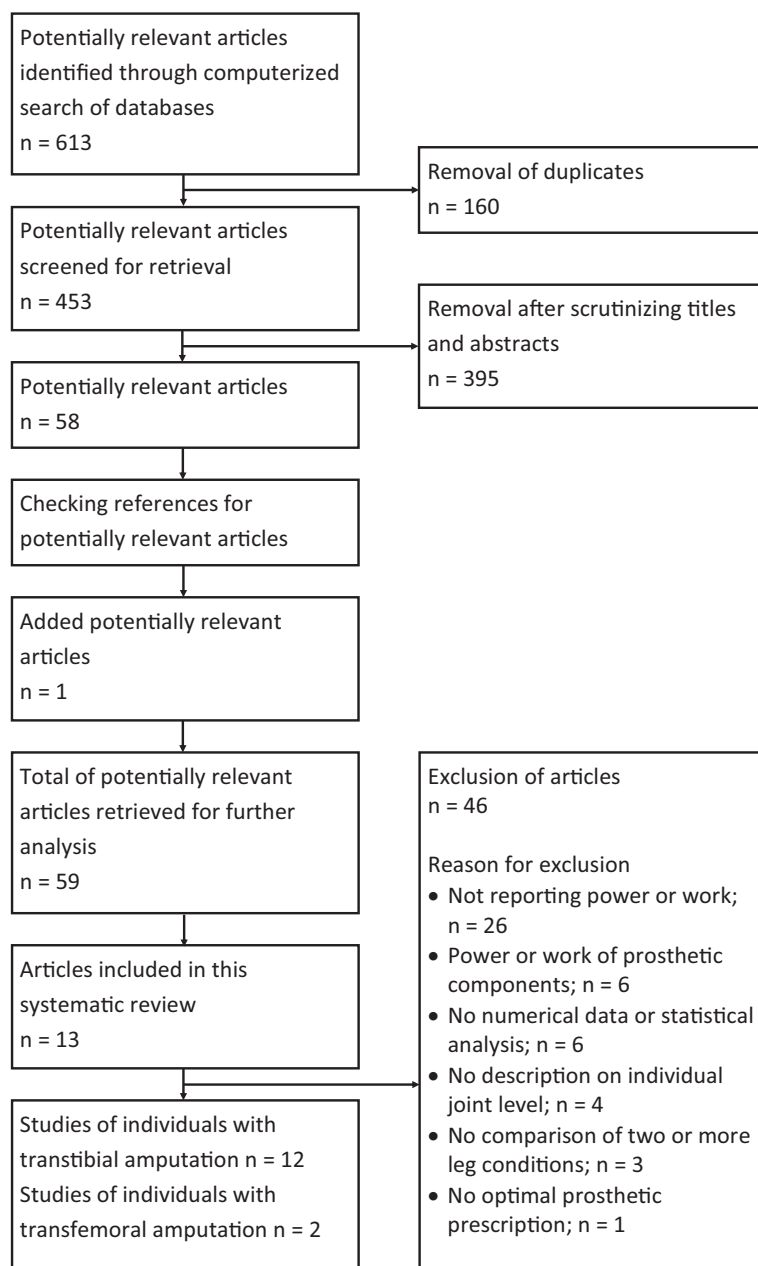 Potentially relevant articles
identified through computerized
search of databases
n = 613
Removal of duplicates
n = 160
Potentially relevant articles
screened for retrieval
n = 453
Removal after scrutinizing titles
and abstracts
n = 395
Potentially relevant articles
n = 58
Checking references for
potentially relevant articles
Added potentially relevant
articles
n = 1
Total of potentially relevant
articles retrieved for further
analysis
n = 59
Exclusion of articles
n = 46
Reason for exclusion
• Not reporting power or work;
n = 26
• Power or work of prosthetic
components; n = 6
• No numerical data or statistical
analysis; n = 6
• No description on individual
joint level; n = 4
• No comparison of two or more
leg conditions; n = 3
• No optimal prosthetic
prescription; n = 1
Articles included in this
systematic review
n = 13
Studies of individuals with
transtibial amputation n = 12
Studies of individuals with
transfemoral amputation n = 2